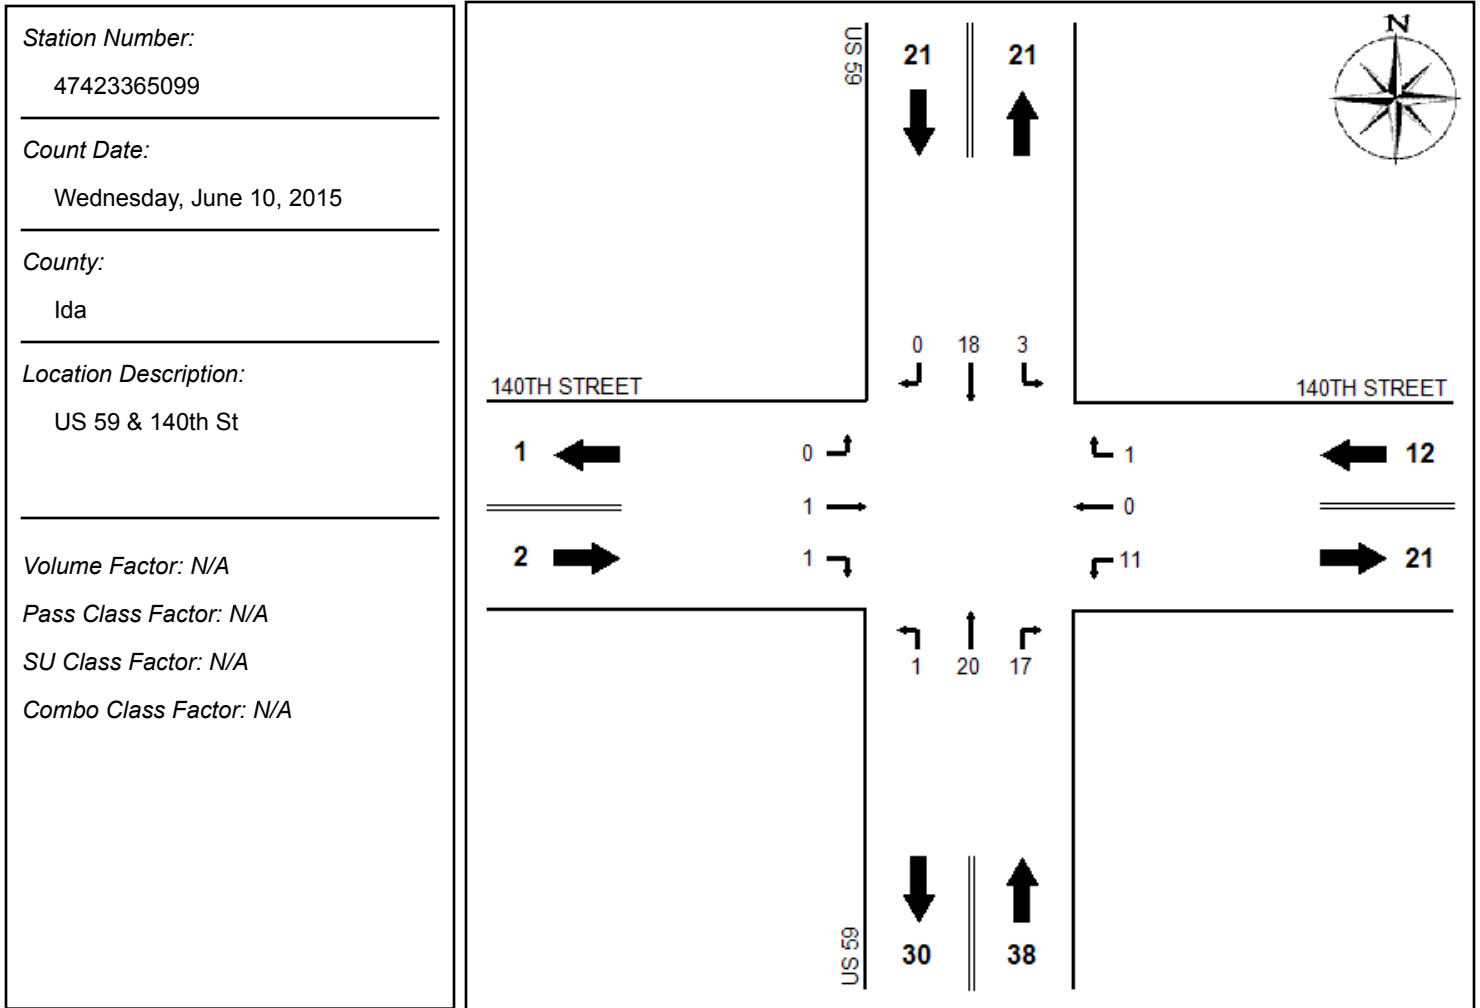 Station Number:
47423365099
Count Date:
Wednesday, June 10, 2015
County:
Ida
Location Description:
US 59 & 140th St
Volume Factor: N/A
Pass Class Factor: N/A
SU Class Factor: N/A
Combo Class Factor: N/A
N
US 59
21 21
0 18 3
140TH STREET 140TH STREET
1 0 1 12
1 0
2 1 11 21
1 20 17
US 59
30 38